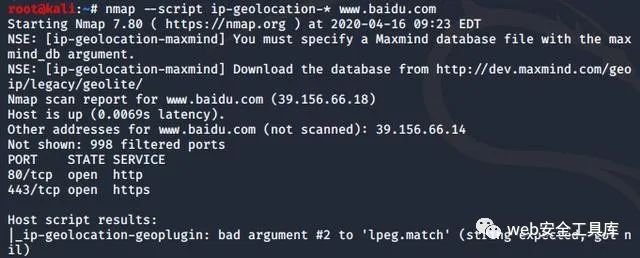 root@kali:~# nmap --script ip-geolocation-* www.baidu.com
Starting Nmap 7.80 ( https://nmap.org ) at 2020-04-16 09:23 EDT
NSE: [ip-geolocation-maxmind] You must specify a Maxmind database file with the max
mind_db argument.
NSE: [ip-geolocation-maxmind] Download the database from http://dev.maxmind.com/geo
ip/legacy/geolite/
Nmap scan report for www.baidu.com (39.156.66.18)
Host is up (0.0069s latency).
Other addresses for www.baidu.com (not scanned): 39.156.66.14
Not shown: 998 filtered ports
PORT    STATE SERVICE
80/tcp  open  http
443/tcp open  https
Host script results:
|_ip-geolocation-geoplugin: bad argument #2 to 'lpeg.match' (string expected, got n
il)
web安全工具库